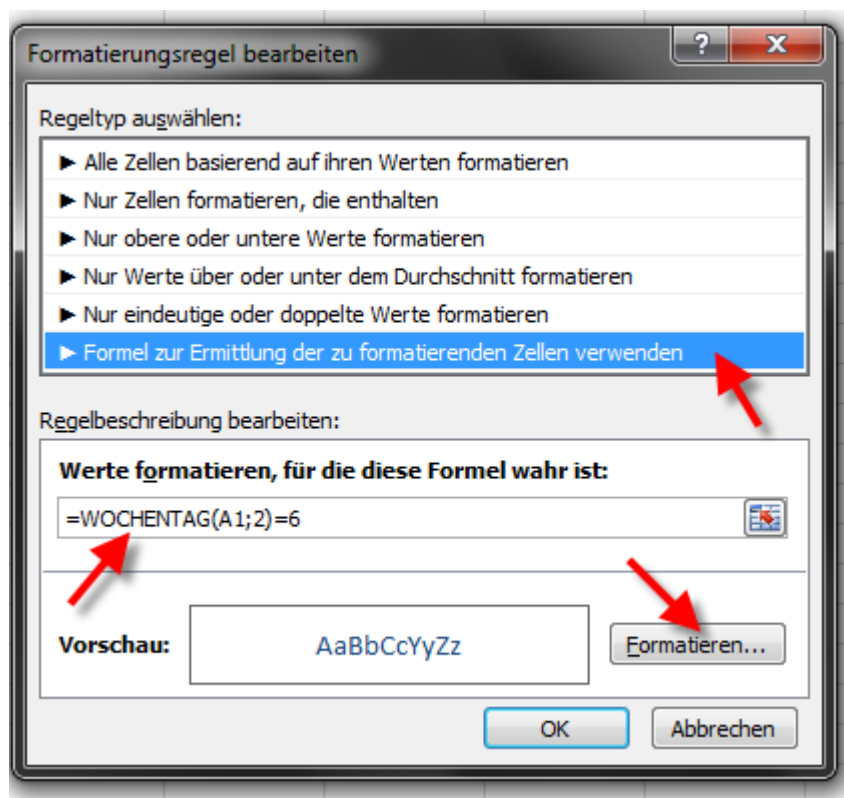 Formatierungsregel bearbeiten
?
x
Regeltyp auswählen:
► Alle Zellen basierend auf ihren Werten formatieren
► Nur Zellen formatieren, die enthalten
► Nur obere oder untere Werte formatieren
► Nur Werte über oder unter dem Durchschnitt formatieren
► Nur eindeutige oder doppelte Werte formatieren
► Formel zur Ermittlung der zu formatierenden Zellen verwenden
Regelbeschreibung bearbeiten:
Werte formatieren, für die diese Formel wahr ist:
=WOCHENTAG(A1;2)=6
Vorschau:
AaBbCcYyZz
Formatieren...
OK
Abbrechen